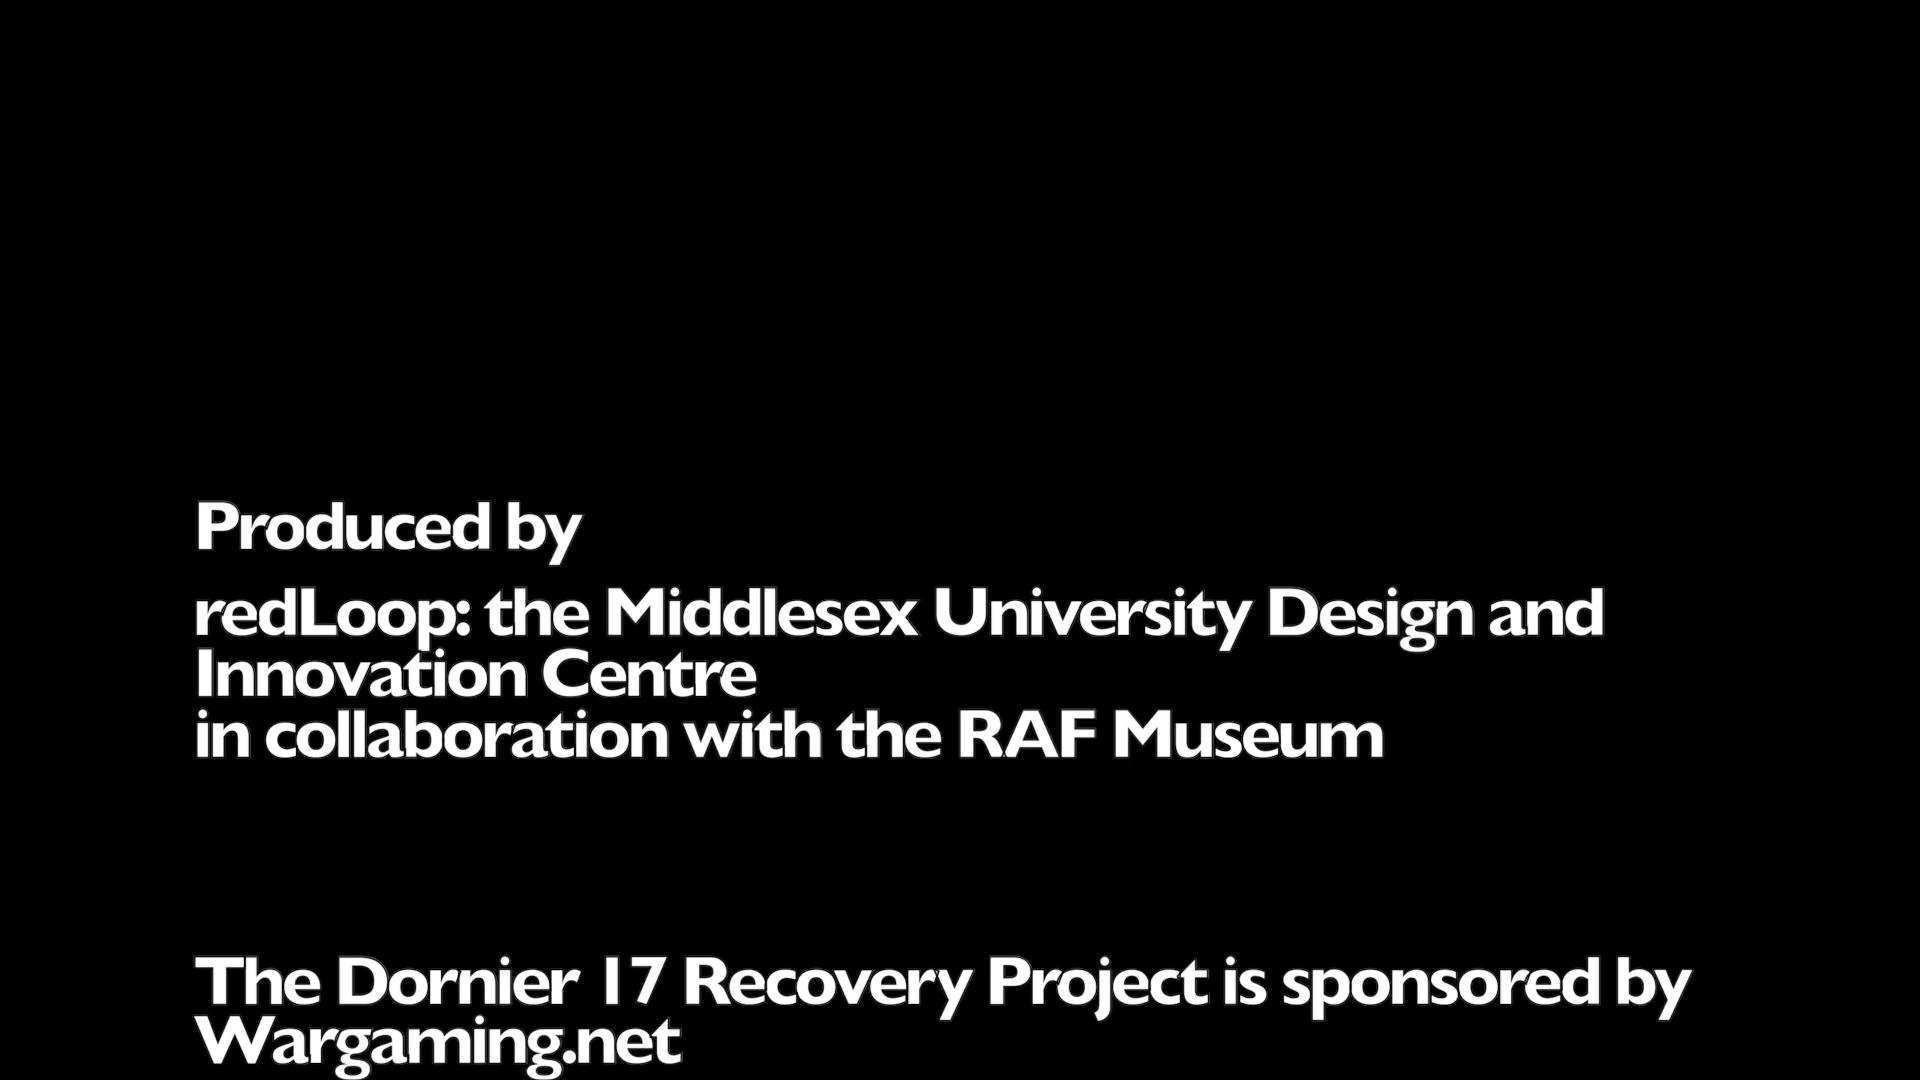 Produced by
redLoop: the Middlesex University Design and
Innovation Centre
in collaboration with the RAF Museum
The Dornier 17 Recovery Project is sponsored by
Wargaming.net